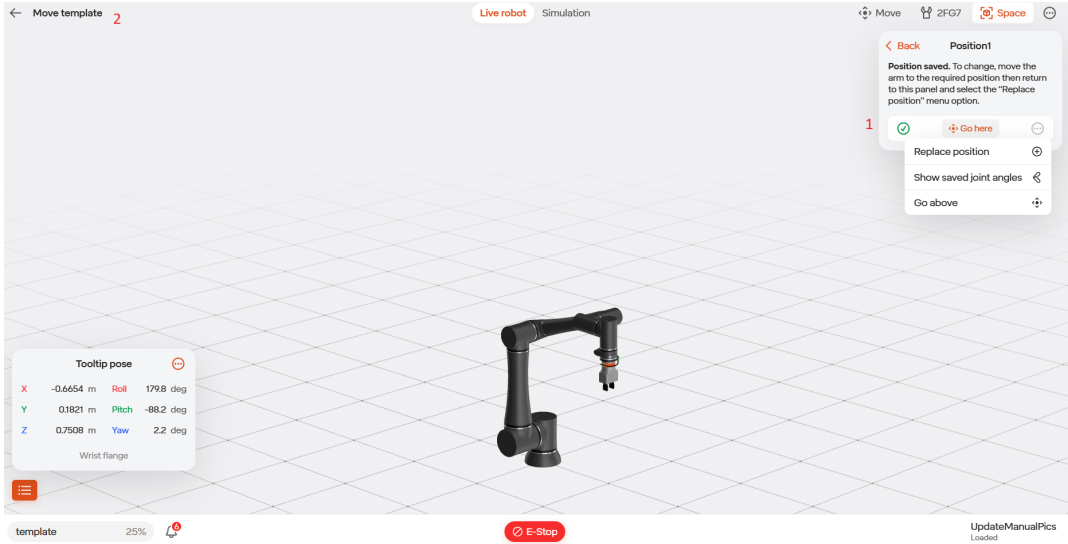 Move template
2
Live robot
Simulation
Move
2FG7
Space
Back
Position1
Position saved. To change, move the
arm to the required position then return
to this panel and select the “Replace
position” menu option.
1
Go here
Replace position
Show saved joint angles
Go above
Tooltip pose
X -0.6654 m Roll 179.8 deg
Y 0.1821 m Pitch -88.2 deg
Z 0.7508 m Yaw 2.2 deg
Wrist flange
template 25%
6
E-Stop
UpdateManualPics
Loaded